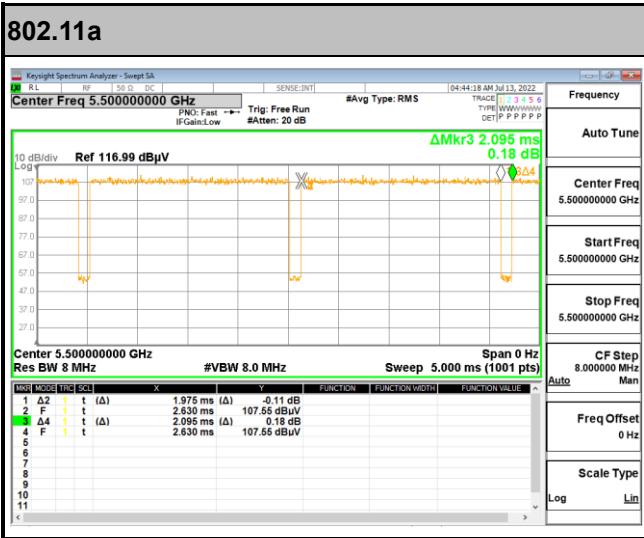 802.11a
Keysight Spectrum Analyzer - Swept SA
RL RF 50 Ω DC SENSE:INT 04:44:18 AM Jul 13, 2022
Center Freq 5.500000000 GHz #Avg Type: RMS TRACE 1 2 3 4 5 6
PNO: Fast Trig: Free Run TYPE WWWWWW
IFGain:Low #Atten: 20 dB DET P P P P P P
Frequency
Auto Tune
Center Freq
5.500000000 GHz
Start Freq
5.500000000 GHz
Stop Freq
5.500000000 GHz
CF Step
8.000000 MHz
Auto Man
Freq Offset
0 Hz
Scale Type
Log Lin
ΔMkr3 2.095 ms
0.18 dB
10 dB/div Ref 116.99 dBµV
Log
107
97.0
87.0
77.0
67.0
57.0
47.0
37.0
27.0
3Δ4
Center 5.500000000 GHz Span 0 Hz
Res BW 8 MHz #VBW 8.0 MHz Sweep 5.000 ms (1001 pts)
MKR MODE TRC SCL X Y FUNCTION FUNCTION WIDTH FUNCTION VALUE
1 Δ2 1 t (Δ) 1.975 ms (Δ) -0.11 dB
2 F 1 t 2.630 ms 107.55 dBµV
3 Δ4 1 t (Δ) 2.095 ms (Δ) 0.18 dB
4 F 1 t 2.630 ms 107.55 dBµV
5
6
7
8
9
10
11